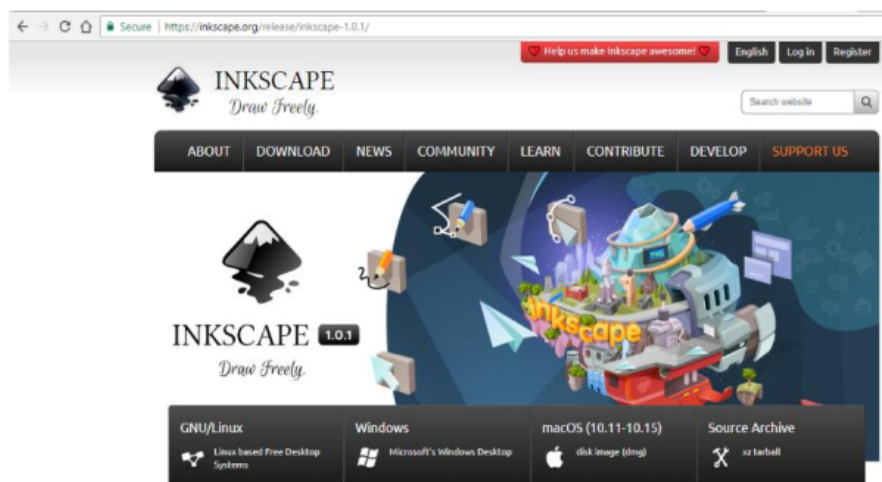 Secure | https://inkscape.org/release/inkscape-1.0.1/
Help us make Inkscape awesome! English Log in Register
INKSCAPE
Draw Freely.
Search website
ABOUT DOWNLOAD NEWS COMMUNITY LEARN CONTRIBUTE DEVELOP SUPPORT US
Inkscape
INKSCAPE 1.0.1
Draw Freely.
GNU/Linux Windows macOS (10.11-10.15) Source Archive
Linux based Free Desktop Microsoft's Windows Desktop disk image (dmg) xz tarball
Systems